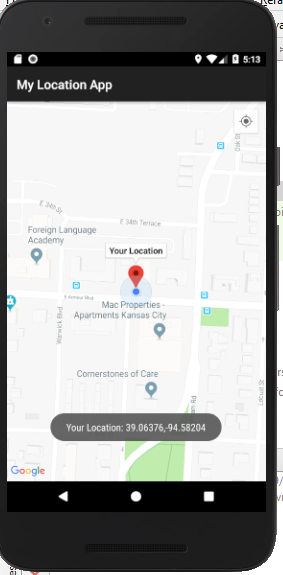 5:13
My Location App
Oak St
E 34th St
E 34th Terrace
Foreign Language
Academy
Your Location
E Armour Blvd
Mac Properties -
Apartments Kansas City
Warwick Blvd
Cornerstones of Care
Locust St
Your Location: 39.06376,-94.58204
Google